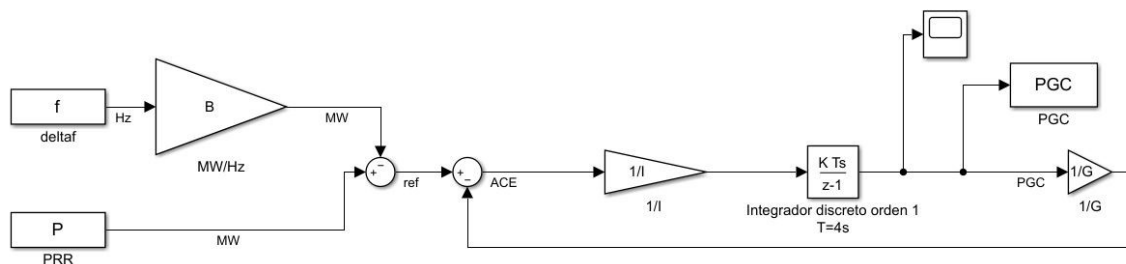 f
deltaf
Hz
B
MW/Hz
MW
P
PRR
MW
−
+
ref
+
−
ACE
1/I
1/I
K Ts
z-1
Integrador discreto orden 1
T=4s
PGC
PGC
PGC
1/G
1/G